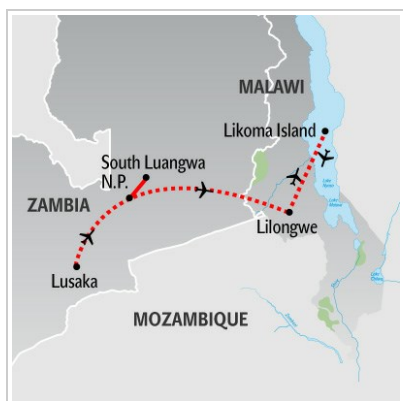 MALAWI
Likoma Island
South Luangwa
N.P.
ZAMBIA
Lilongwe
Lusaka
MOZAMBIQUE